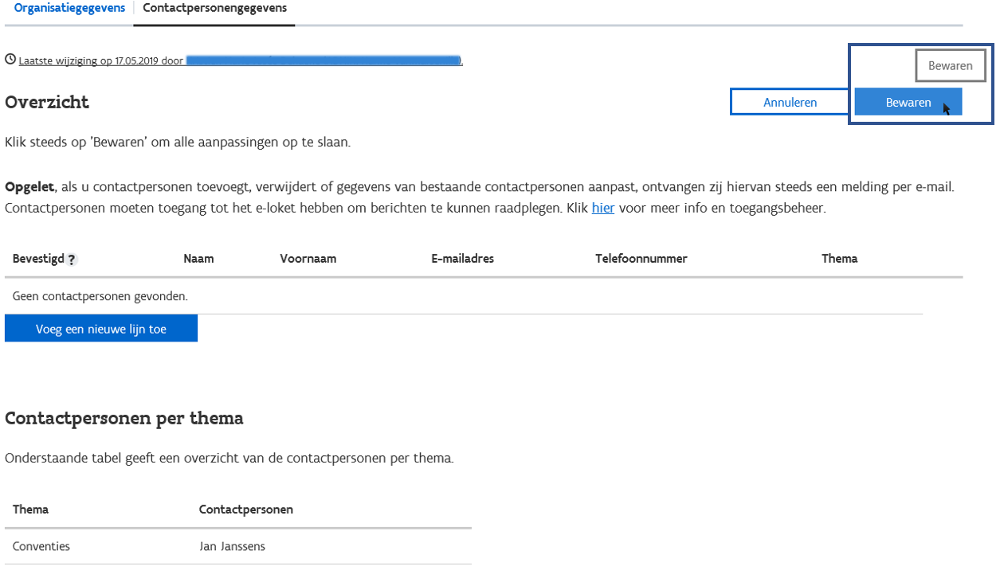 Organisatiegegevens Contactpersonengegevens
Laatste wijziging op 17.05.2019 door ).
Bewaren
Overzicht
Annuleren Bewaren
Klik steeds op 'Bewaren' om alle aanpassingen op te slaan.
Opgelet, als u contactpersonen toevoegt, verwijdert of gegevens van bestaande contactpersonen aanpast, ontvangen zij hiervan steeds een melding per e-mail.
Contactpersonen moeten toegang tot het e-loket hebben om berichten te kunnen raadplegen. Klik hier voor meer info en toegangsbeheer.
Bevestigd ? Naam Voornaam E-mailadres Telefoonnummer Thema
Geen contactpersonen gevonden.
Voeg een nieuwe lijn toe
Contactpersonen per thema
Onderstaande tabel geeft een overzicht van de contactpersonen per thema.
Thema Contactpersonen
Conventies Jan Janssens